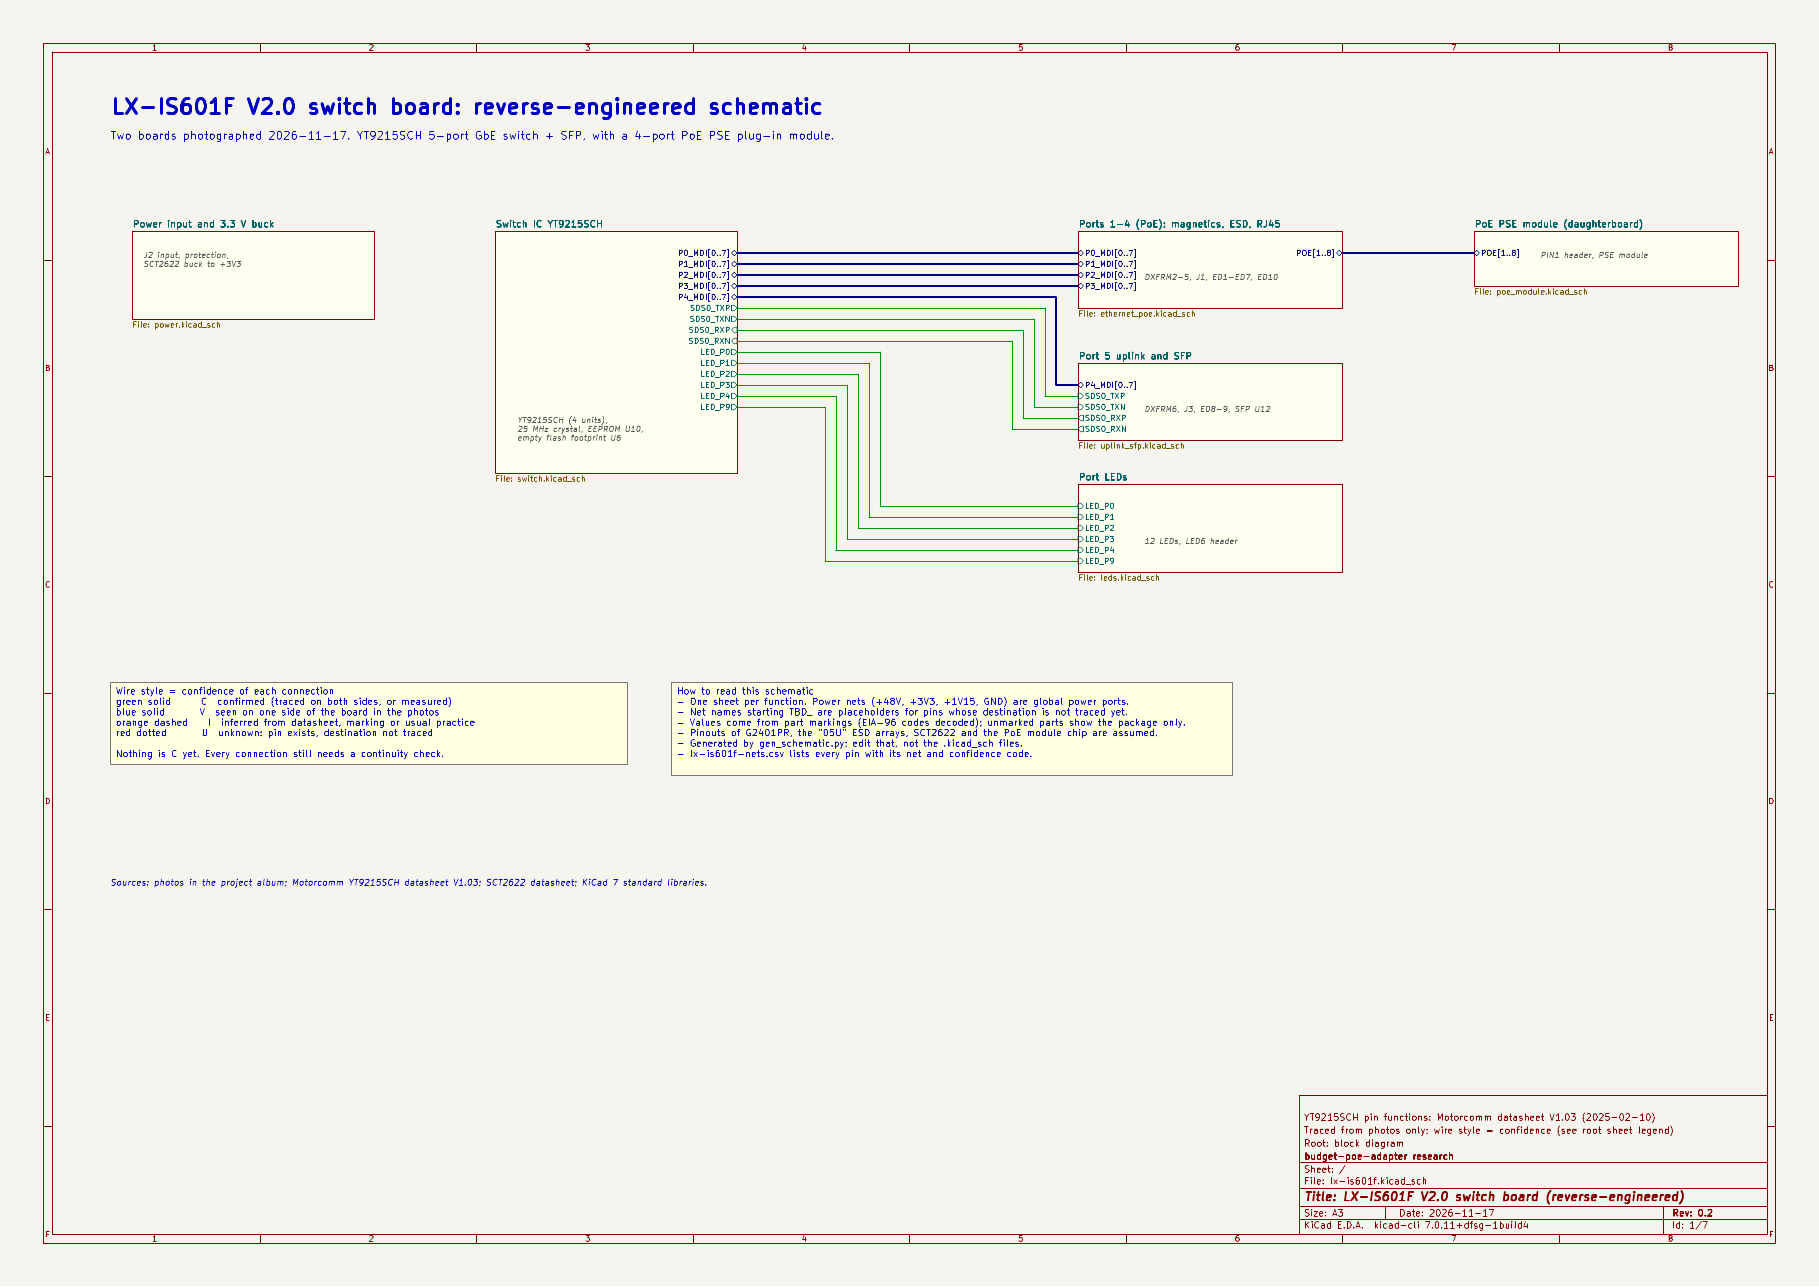 1 2 3 4 5 6 7 8
LX-IS601F V2.0 switch board: reverse-engineered schematic
Two boards photographed 2026-11-17. YT9215SCH 5-port GbE switch + SFP, with a 4-port PoE PSE plug-in module.
A A
Power input and 3.3 V buck
J2 input, protection,
SCT2622 buck to +3V3
File: power.kicad_sch
Switch IC YT9215SCH
P0_MDI[0..7]
P1_MDI[0..7]
P2_MDI[0..7]
P3_MDI[0..7]
P4_MDI[0..7]
SDS0_TXP
SDS0_TXN
SDS0_RXP
SDS0_RXN
LED_P0
LED_P1
LED_P2
LED_P3
LED_P4
LED_P9
YT9215SCH (4 units),
25 MHz crystal, EEPROM U10,
empty flash footprint U6
File: switch.kicad_sch
Ports 1-4 (PoE): magnetics, ESD, RJ45
P0_MDI[0..7] POE[1..8]
P1_MDI[0..7]
P2_MDI[0..7]
P3_MDI[0..7]
DXFRM2-5, J1, ED1-ED7, ED10
File: ethernet_poe.kicad_sch
PoE PSE module (daughterboard)
POE[1..8] PIN1 header, PSE module
File: poe_module.kicad_sch
Port 5 uplink and SFP
P4_MDI[0..7]
SDS0_TXP
SDS0_TXN
SDS0_RXP
SDS0_RXN
DXFRM6, J3, ED8-9, SFP U12
File: uplink_sfp.kicad_sch
B B
Port LEDs
LED_P0
LED_P1
LED_P2
LED_P3
LED_P4
LED_P9
12 LEDs, LED6 header
File: leds.kicad_sch
C C
Wire style = confidence of each connection
green solid C confirmed (traced on both sides, or measured)
blue solid V seen on one side of the board in the photos
orange dashed I inferred from datasheet, marking or usual practice
red dotted U unknown: pin exists, destination not traced
Nothing is C yet. Every connection still needs a continuity check.
How to read this schematic
- One sheet per function. Power nets (+48V, +3V3, +1V15, GND) are global power ports.
- Net names starting TBD_ are placeholders for pins whose destination is not traced yet.
- Values come from part markings (EIA-96 codes decoded); unmarked parts show the package only.
- Pinouts of G2401PR, the "05U" ESD arrays, SCT2622 and the PoE module chip are assumed.
- Generated by gen_schematic.py; edit that, not the .kicad_sch files.
- lx-is601f-nets.csv lists every pin with its net and confidence code.
D D
Sources: photos in the project album; Motorcomm YT9215SCH datasheet V1.03; SCT2622 datasheet; KiCad 7 standard libraries.
E E
YT9215SCH pin functions: Motorcomm datasheet V1.03 (2025-02-10)
Traced from photos only; wire style = confidence (see root sheet legend)
Root: block diagram
budget-poe-adapter research
Sheet: /
File: lx-is601f.kicad_sch
Title: LX-IS601F V2.0 switch board (reverse-engineered)
Size: A3 Date: 2026-11-17 Rev: 0.2
KiCad E.D.A. kicad-cli 7.0.11+dfsg-1build4 Id: 1/7
F F
1 2 3 4 5 6 7 8